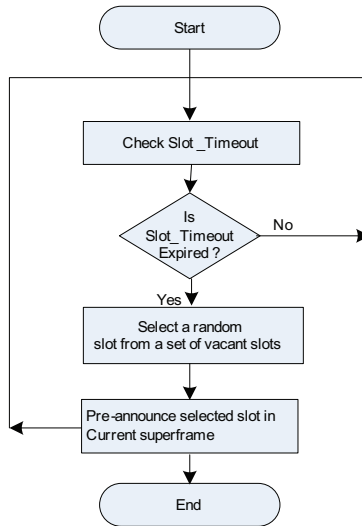 Start
Check Slot _Timeout
Is
Slot_Timeout
Expired ?
No
Yes
Select a random
slot from a set of vacant slots
Pre-announce selected slot in
Current superframe
End